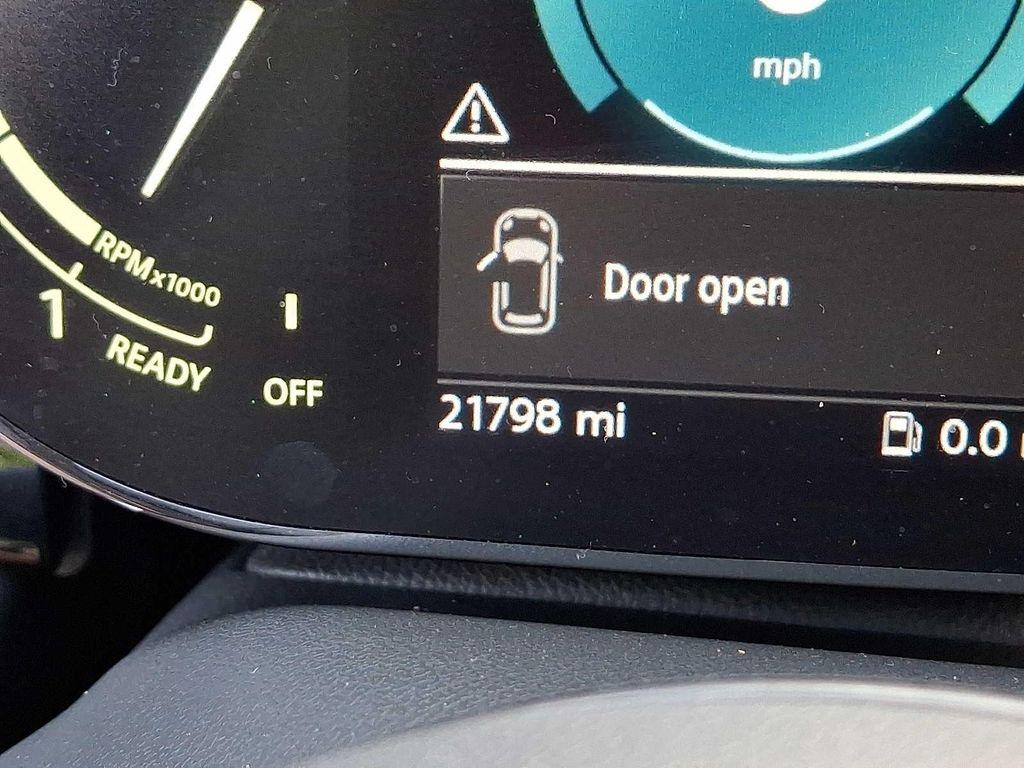 mph
RPMx1000
1
READY
OFF
Door open
21798 mi
0.0